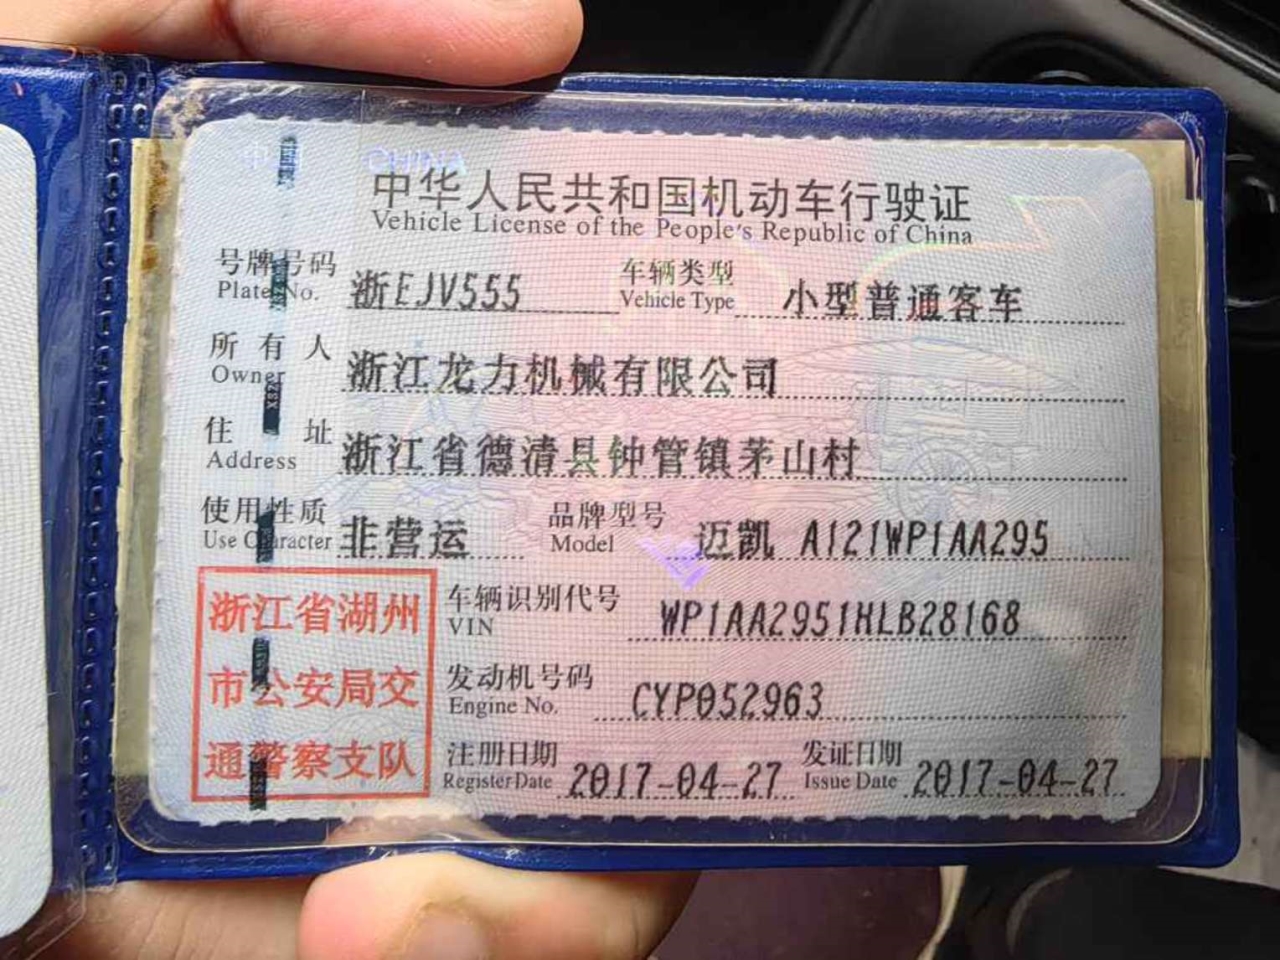 中华人民共和国机动车行驶证
Vehicle License of the People's Republic of China
号牌号码 浙EJV555 车辆类型 小型普通客车
Plate No. Vehicle Type
所有人 浙江龙力机械有限公司
Owner
住址 浙江省德清县钟管镇茅山村
Address
使用性质 非营运 品牌型号 迈凯 A121WP1AA295
Use Character Model
浙江省湖州
市公安局交
通警察支队
车辆识别代号 WP1AA2951HLB28168
VIN
发动机号码 CYP052963
Engine No.
注册日期 2017-04-27 发证日期 2017-04-27
Register Date Issue Date